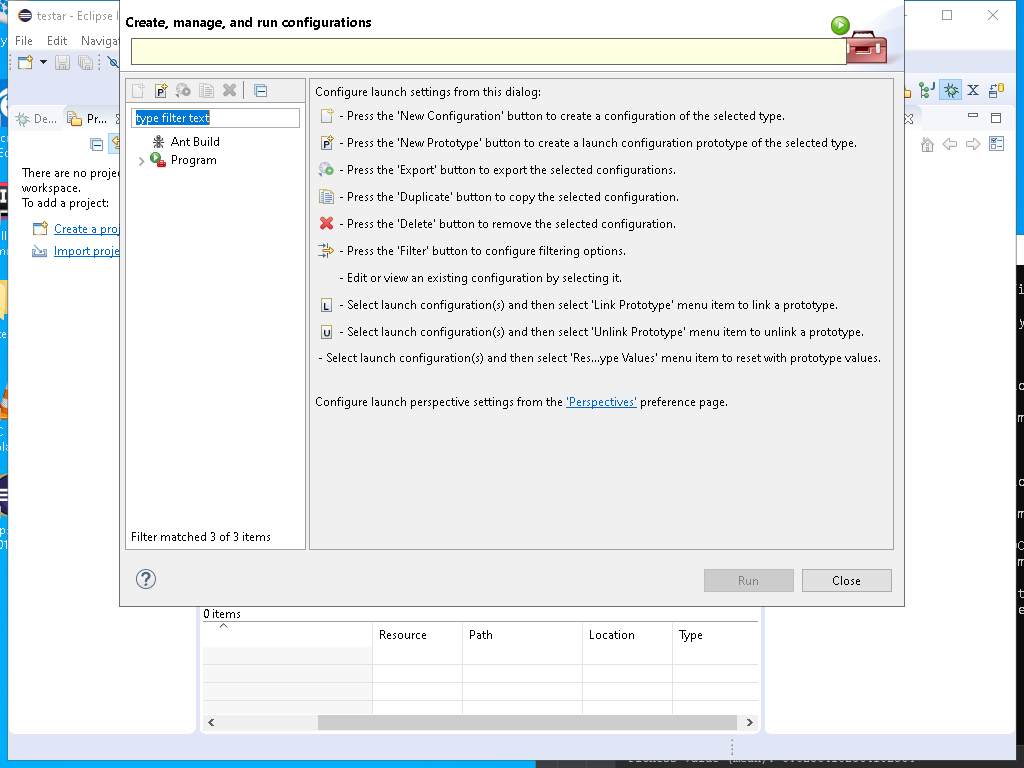 testar - Eclipse I
File Edit Navigat
Create, manage, and run configurations
type filter text
Ant Build
Program
Filter matched 3 of 3 items
Configure launch settings from this dialog:
- Press the 'New Configuration' button to create a configuration of the selected type.
- Press the 'New Prototype' button to create a launch configuration prototype of the selected type.
- Press the 'Export' button to export the selected configurations.
- Press the 'Duplicate' button to copy the selected configuration.
- Press the 'Delete' button to remove the selected configuration.
- Press the 'Filter' button to configure filtering options.
- Edit or view an existing configuration by selecting it.
L - Select launch configuration(s) and then select 'Link Prototype' menu item to link a prototype.
U - Select launch configuration(s) and then select 'Unlink Prototype' menu item to unlink a prototype.
- Select launch configuration(s) and then select 'Res...ype Values' menu item to reset with prototype values.
Configure launch perspective settings from the 'Perspectives' preference page.
Run Close
De... Pr...
There are no proje
workspace.
To add a project:
Create a proj
Import proje
0 items
Resource Path Location Type